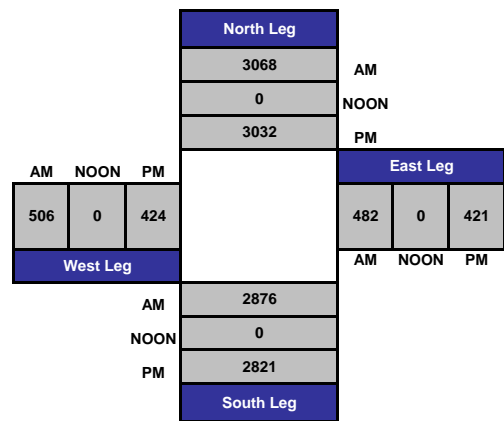 North Leg
3068 AM
0 NOON
3032 PM
AM NOON PM
East Leg
506 0 424
482 0 421
West Leg
AM NOON PM
AM 2876
NOON 0
PM 2821
South Leg